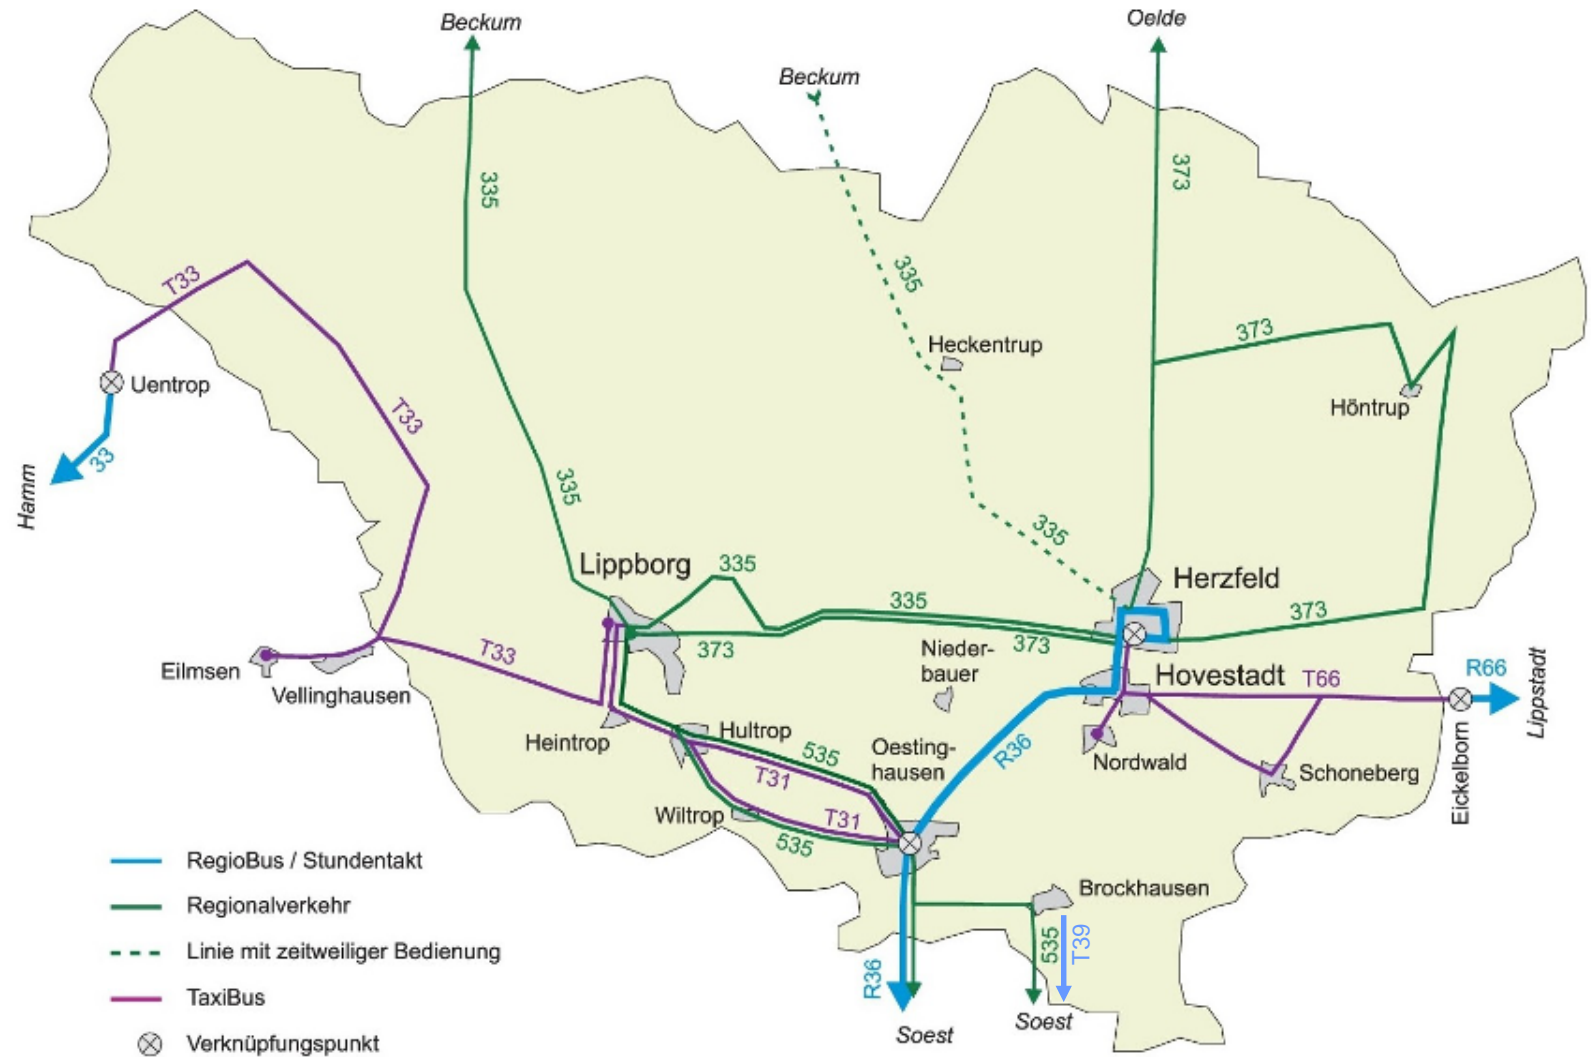 Beckum
Oelde
Beckum
373
335
T33
335
373
Heckentrup
Uentrop
Höntrup
T33
33
Hamm
335
335
Lippborg
335
Herzfeld
335
373
373
373
T33
Nieder-
bauer
Eilmsen
Vellinghausen
Hovestadt
T66
R66
Lippstadt
Heintrop
Hultrop
535
Oesting-
hausen
R36
Nordwald
Schoneberg
Eickelborn
T31
Wiltrop
T31
535
Brockhausen
535
T39
R36
Soest
Soest
RegioBus / Stundentakt
Regionalverkehr
Linie mit zeitweiliger Bedienung
TaxiBus
Verknüpfungspunkt